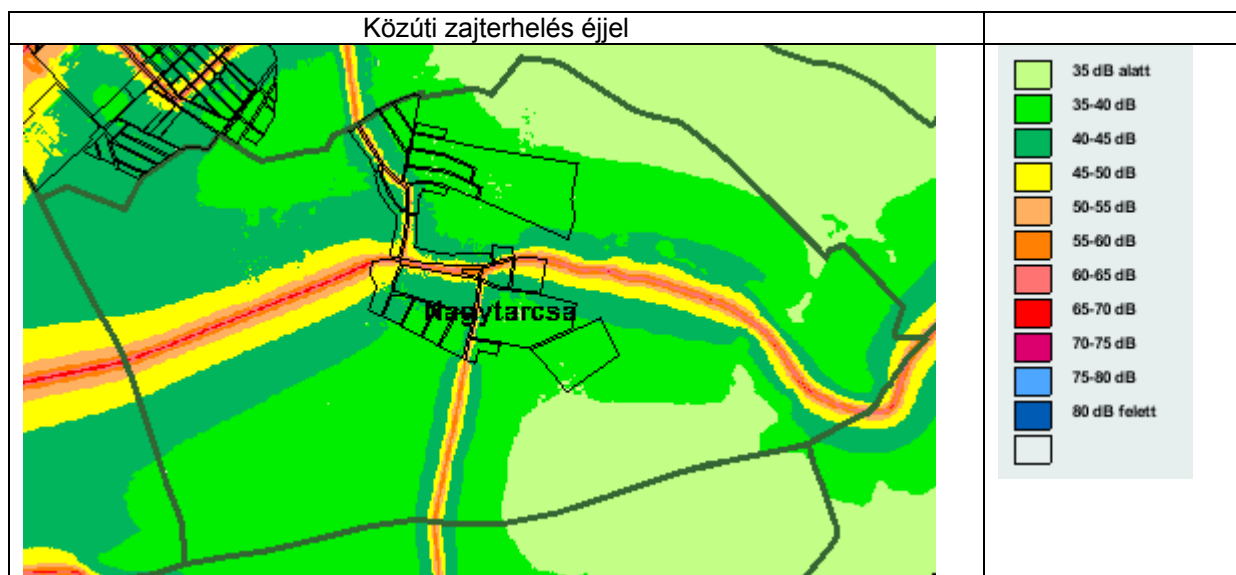 Közúti zajterhelés éjjel
35 dB alatt
35-40 dB
40-45 dB
45-50 dB
50-55 dB
55-60 dB
60-65 dB
65-70 dB
70-75 dB
75-80 dB
80 dB felett
Nagytarcsa